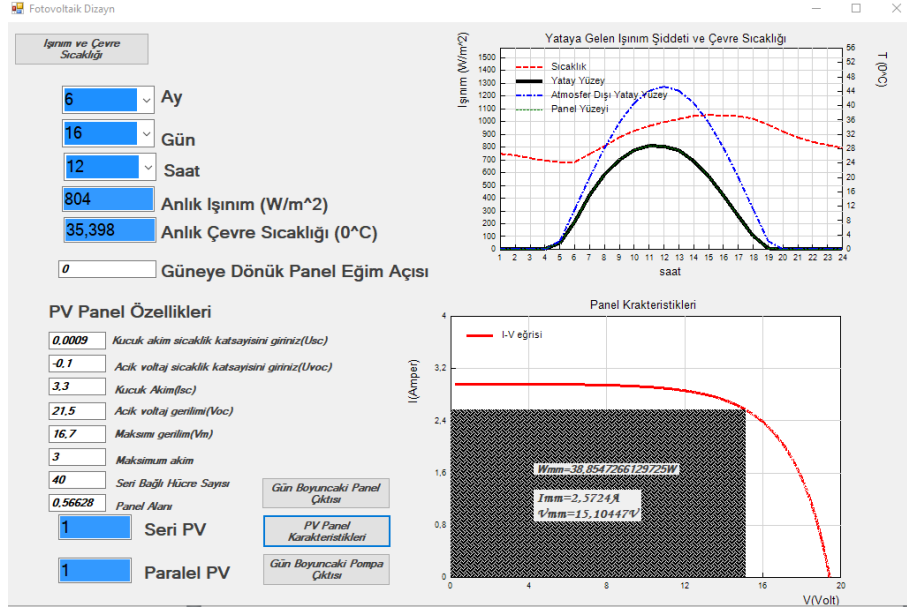 Fotovoltaik Dizayn
Işınım ve Çevre
Sıcaklığı
6
Ay
16
Gün
12
Saat
804
Anlık Işınım (W/m^2)
35,398
Anlık Çevre Sıcaklığı (0^C)
0
Güneye Dönük Panel Eğim Açısı
Yataya Gelen Işınım Şiddeti ve Çevre Sıcaklığı
Işınım (W/m^2)
T (0^C)
1500
1400
1300
1200
1100
1000
900
800
700
600
500
400
300
200
100
0
56
52
48
44
40
36
32
28
24
20
16
12
8
4
0
Sıcaklık
Yatay Yüzey
Atmosfer Dışı Yatay Yüzey
Panel Yüzeyi
1 2 3 4 5 6 7 8 9 10 11 12 13 14 15 16 17 18 19 20 21 22 23 24
saat
PV Panel Özellikleri
0,0009
Kucuk akim sicaklik katsayisini giriniz(Usc)
-0,1
Acik voltaj sicaklik katsayisini giriniz(Uvoc)
3,3
Kucuk Akim(Isc)
21,5
Acik voltaj gerilimi(Voc)
16,7
Maksımı gerilim(Vm)
3
Maksimum akim
40
Seri Bağlı Hücre Sayısı
0,56628
Panel Alanı
1
Seri PV
1
Paralel PV
Gün Boyuncaki Panel
Çıktısı
PV Panel
Karakteristikleri
Gün Boyuncaki Pompa
Çıktısı
Panel Krakteristikleri
I(Amper)
4
3,2
2,4
1,6
0,8
0
I-V eğrisi
Wmm=38,8547266129725W
Imm=2,5724A
Vmm=15,10447V
0 4 8 12 16 20
V(Volt)